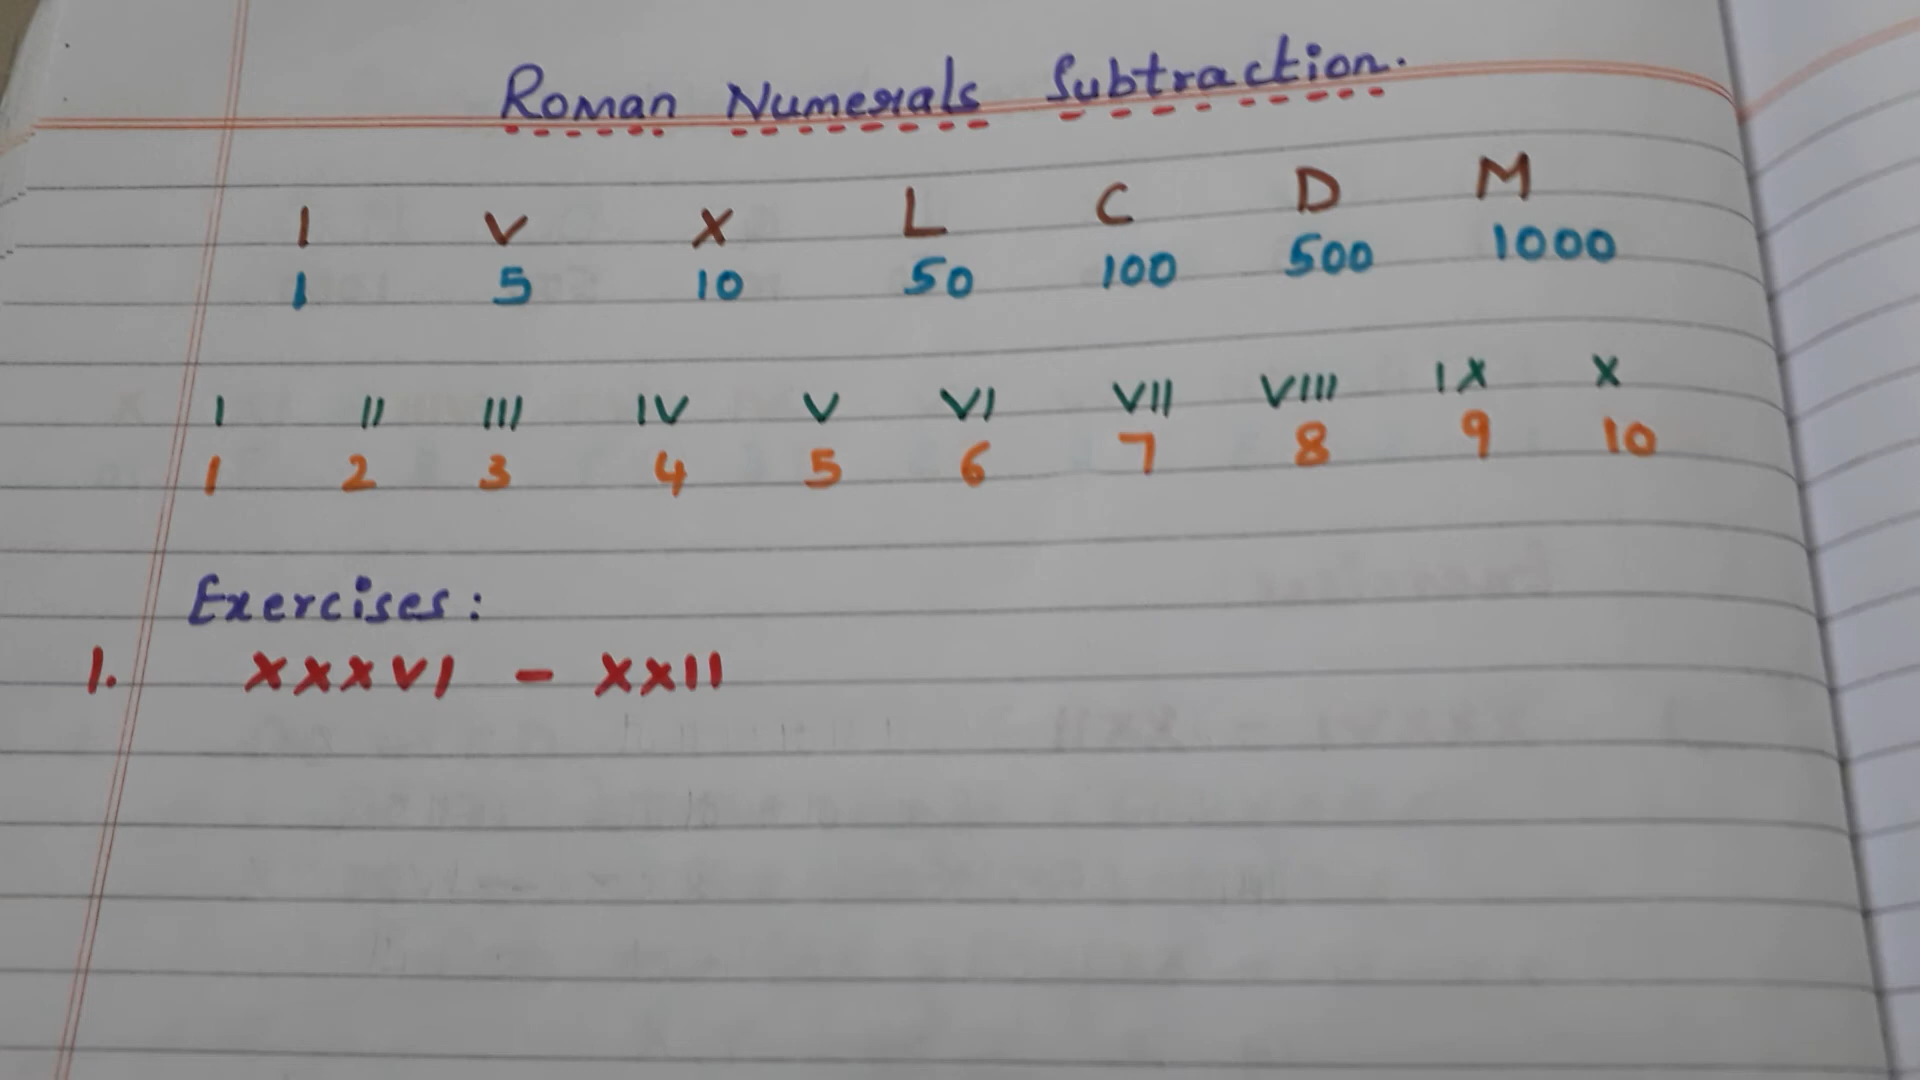 Roman Numerals Subtraction.
I V X L C D M
1 5 10 50 100 500 1000
I II III IV V VI VII VIII IX X
1 2 3 4 5 6 7 8 9 10
Exercises:
1. XXXVI - XXII